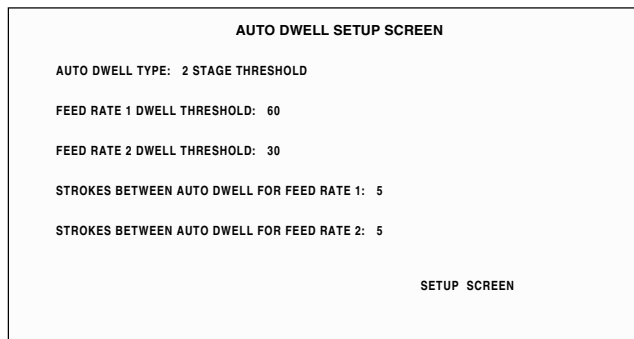 AUTO DWELL SETUP SCREEN
AUTO DWELL TYPE: 2 STAGE THRESHOLD
FEED RATE 1 DWELL THRESHOLD: 60
FEED RATE 2 DWELL THRESHOLD: 30
STROKES BETWEEN AUTO DWELL FOR FEED RATE 1: 5
STROKES BETWEEN AUTO DWELL FOR FEED RATE 2: 5
SETUP SCREEN